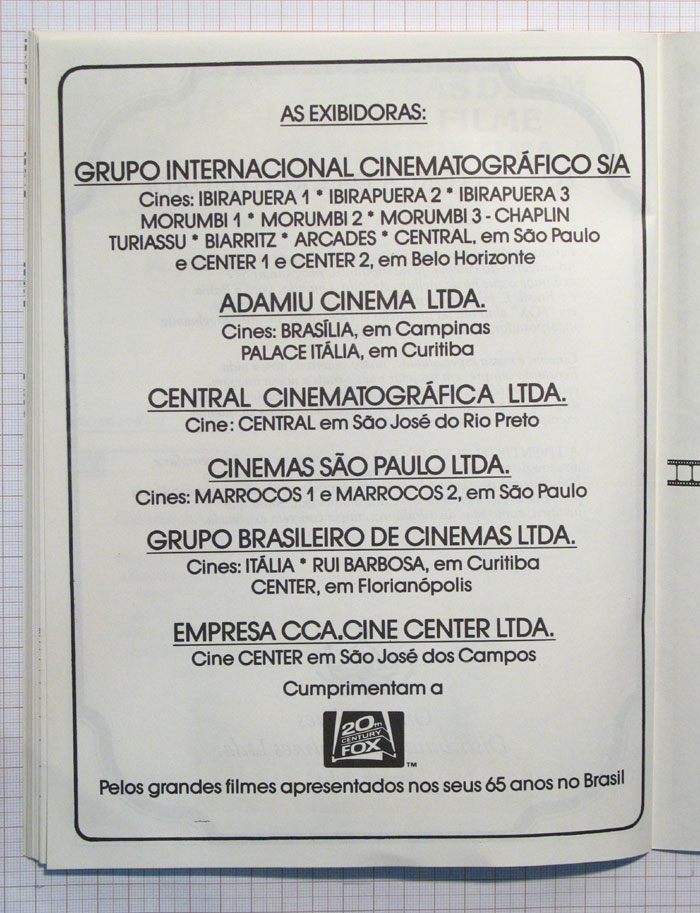 AS EXIBIDORAS:
GRUPO INTERNACIONAL CINEMATOGRÁFICO S/A
Cines: IBIRAPUERA 1 * IBIRAPUERA 2 * IBIRAPUERA 3
MORUMBI 1 * MORUMBI 2 * MORUMBI 3 - CHAPLIN
TURIASSU * BIARRITZ * ARCADES * CENTRAL, em São Paulo
e CENTER 1 e CENTER 2, em Belo Horizonte
ADAMIU CINEMA LTDA.
Cines: BRASÍLIA, em Campinas
PALACE ITÁLIA, em Curitiba
CENTRAL CINEMATOGRÁFICA LTDA.
Cine: CENTRAL em São José do Rio Preto
CINEMAS SÃO PAULO LTDA.
Cines: MARROCOS 1 e MARROCOS 2, em São Paulo
GRUPO BRASILEIRO DE CINEMAS LTDA.
Cines: ITÁLIA * RUI BARBOSA, em Curitiba
CENTER, em Florianópolis
EMPRESA CCA.CINE CENTER LTDA.
Cine CENTER em São José dos Campos
Cumprimentam a
20TH
CENTURY
FOX
TM
Pelos grandes filmes apresentados nos seus 65 anos no Brasil